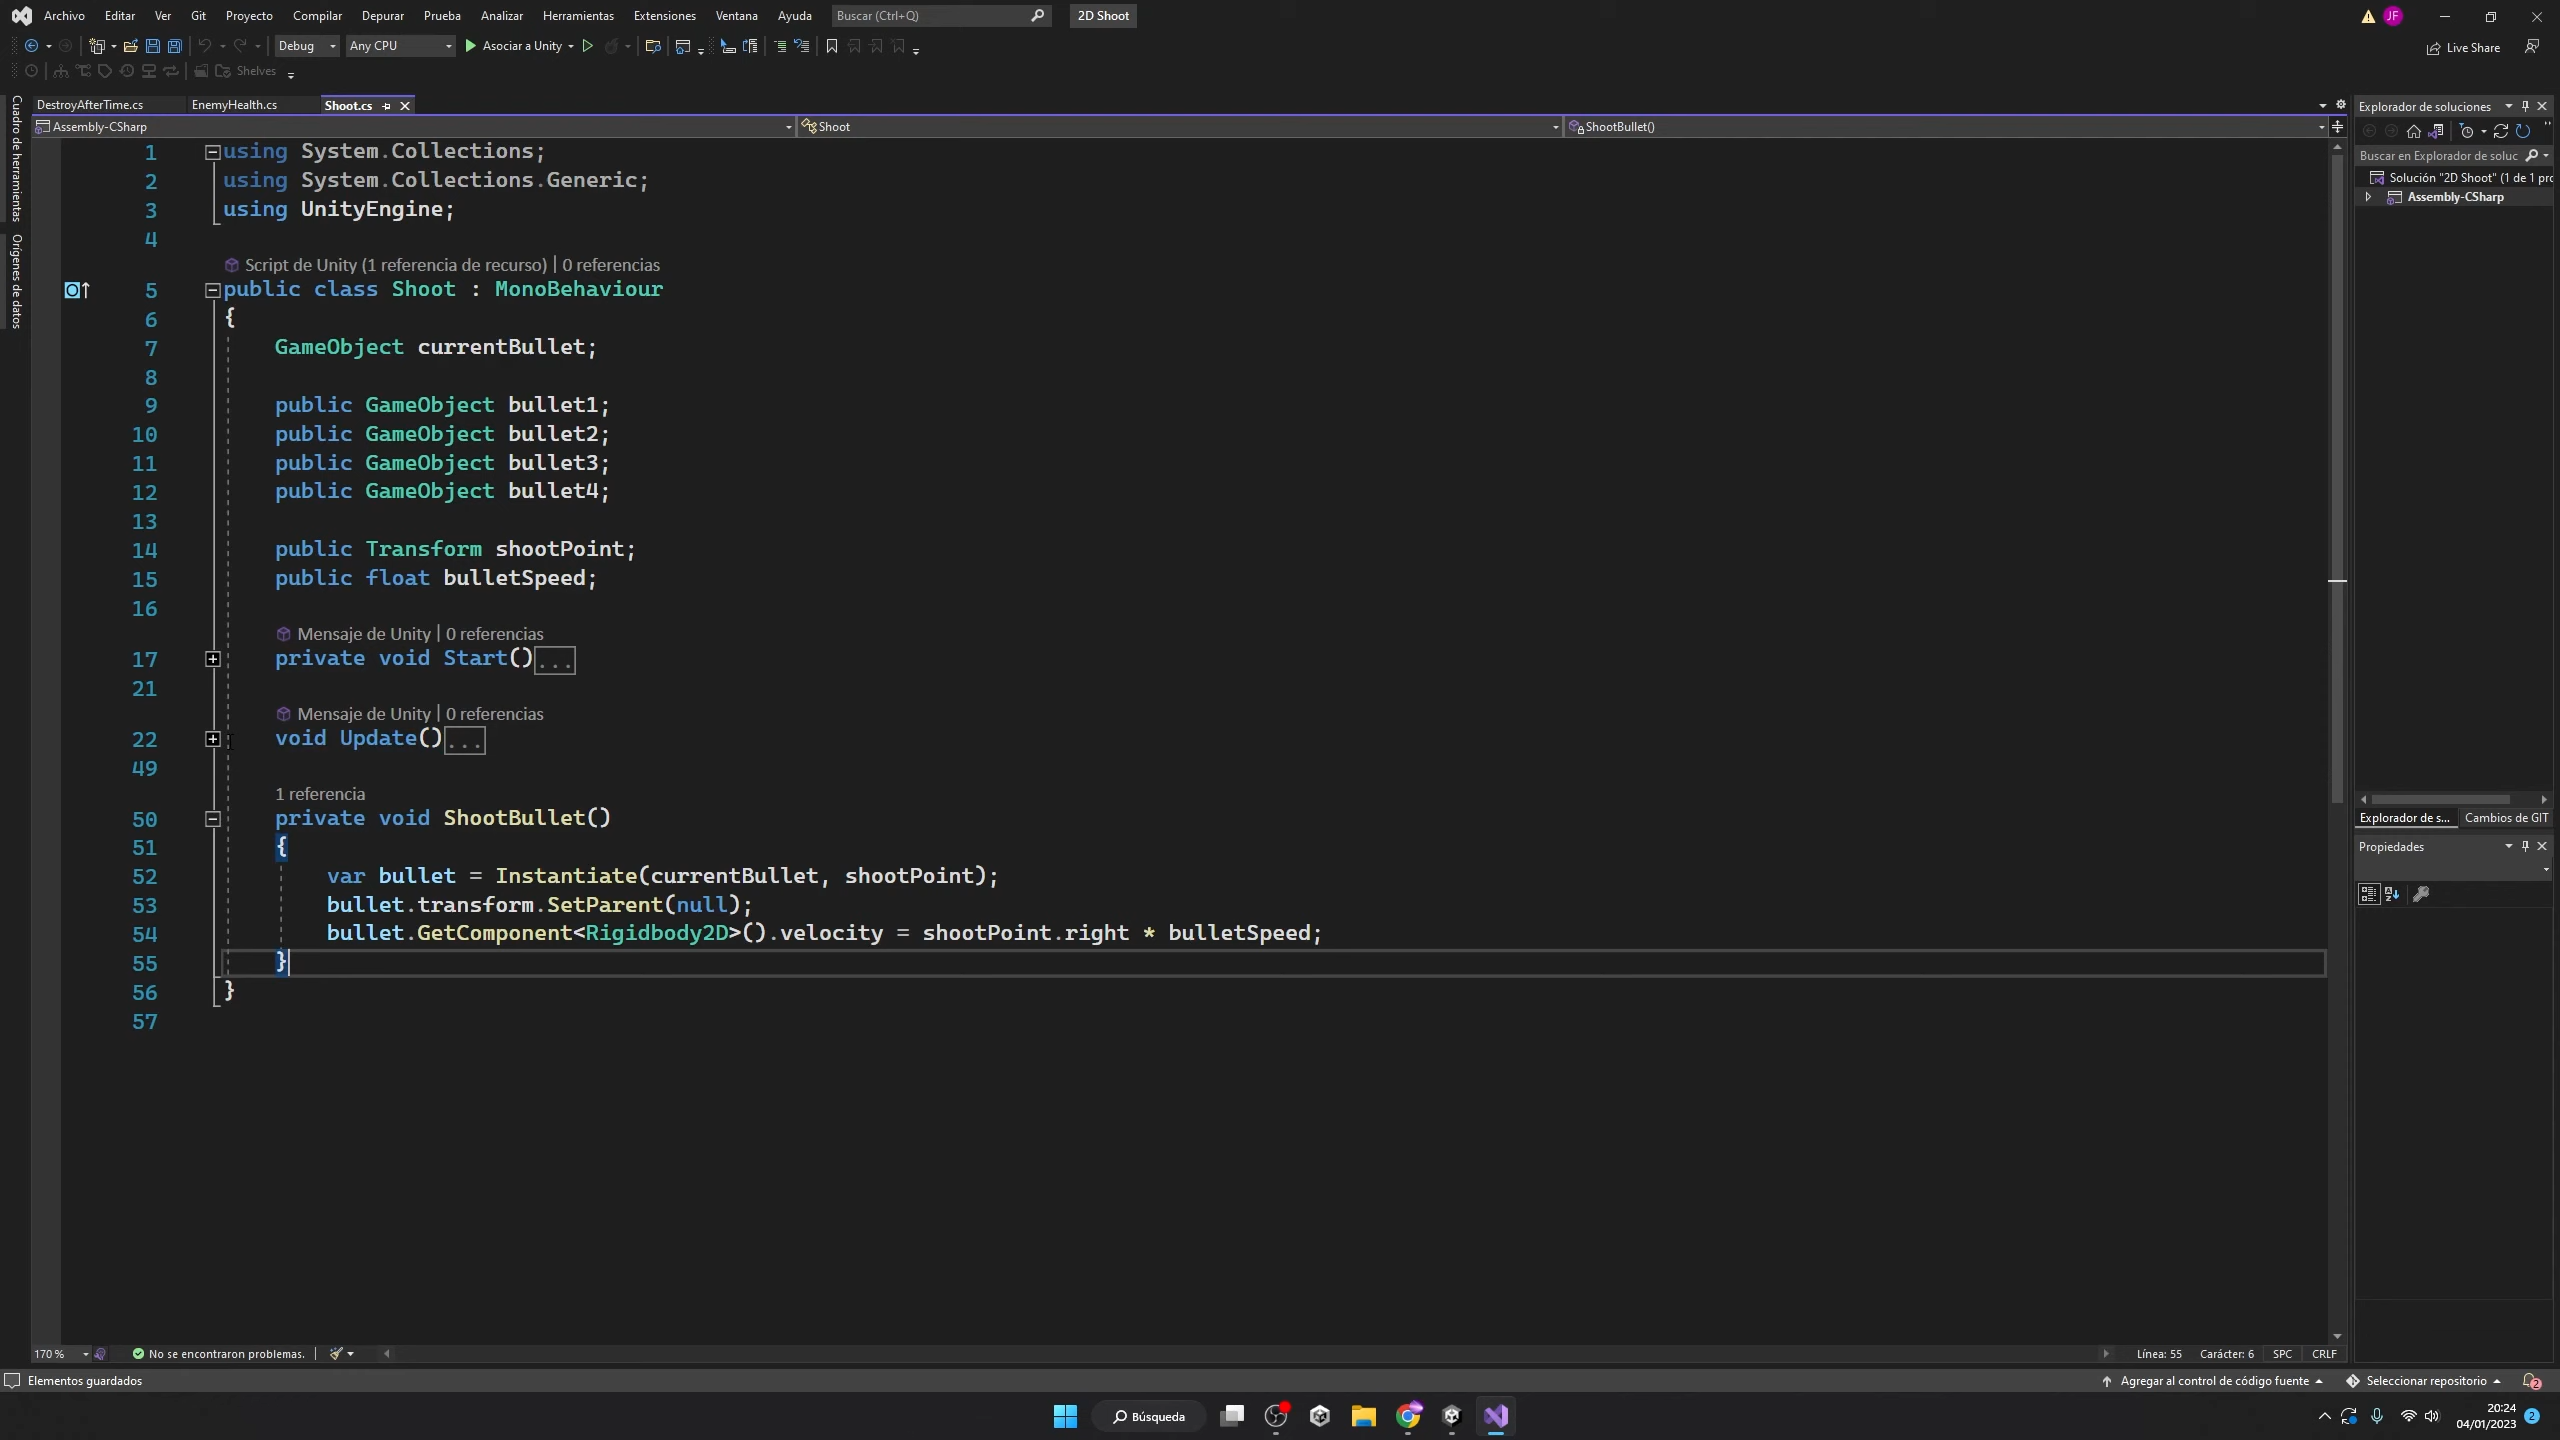 Archivo Editar Ver Git Proyecto Compilar Depurar Prueba Analizar Herramientas Extensiones Ventana Ayuda Buscar (Ctrl+Q) 2D Shoot JF
Debug Any CPU Asociar a Unity Live Share
Shelves
DestroyAfterTime.cs EnemyHealth.cs Shoot.cs
Assembly-CSharp Shoot ShootBullet()
Cuadro de herramientas
Orígenes de datos
1 using System.Collections;
2 using System.Collections.Generic;
3 using UnityEngine;
4
Script de Unity (1 referencia de recurso) | 0 referencias
5 public class Shoot : MonoBehaviour
6 {
7 GameObject currentBullet;
8
9 public GameObject bullet1;
10 public GameObject bullet2;
11 public GameObject bullet3;
12 public GameObject bullet4;
13
14 public Transform shootPoint;
15 public float bulletSpeed;
16
Mensaje de Unity | 0 referencias
17 private void Start()...
21
Mensaje de Unity | 0 referencias
22 void Update()...
49
1 referencia
50 private void ShootBullet()
51 {
52 var bullet = Instantiate(currentBullet, shootPoint);
53 bullet.transform.SetParent(null);
54 bullet.GetComponent<Rigidbody2D>().velocity = shootPoint.right * bulletSpeed;
55 }
56 }
57
Explorador de soluciones
Buscar en Explorador de soluc
Solución "2D Shoot" (1 de 1 pro
Assembly-CSharp
Explorador de s... Cambios de GIT
Propiedades
170 % No se encontraron problemas. Línea: 55 Carácter: 6 SPC CRLF
Elementos guardados Agregar al control de código fuente Seleccionar repositorio 2
Búsqueda 20:24
04/01/2023 2